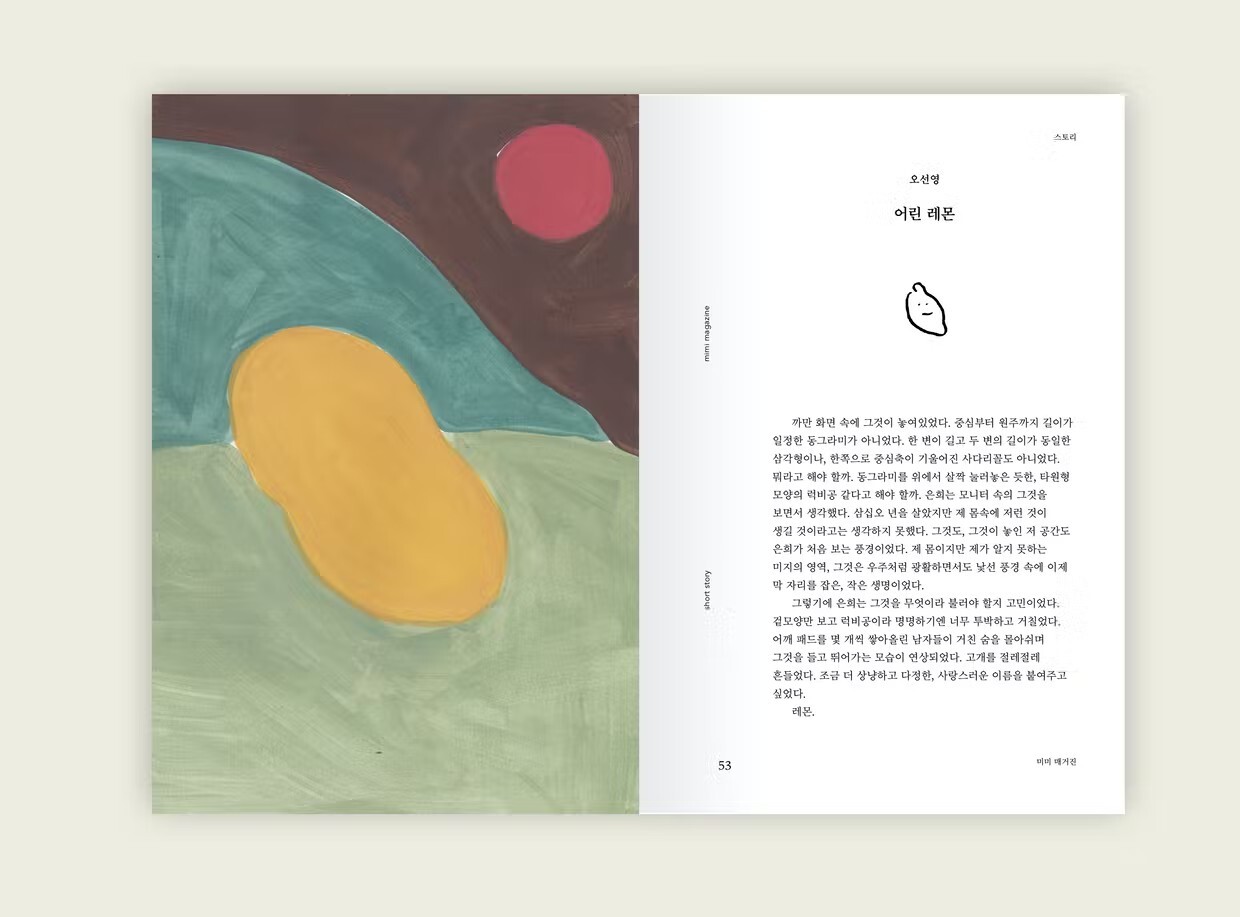 스토리
오선영
어린 레몬
mimi magazine
short story
까만 화면 속에 그것이 놓여있었다. 중심부터 원주까지 길이가
일정한 동그라미가 아니었다. 한 변이 길고 두 변의 길이가 동일한
삼각형이나, 한쪽으로 중심축이 기울어진 사다리꼴도 아니었다.
뭐라고 해야 할까. 동그라미를 위에서 살짝 눌러놓은 듯한, 타원형
모양의 럭비공 같다고 해야 할까. 은희는 모니터 속의 그것을
보면서 생각했다. 삼십오 년을 살았지만 제 몸속에 저런 것이
생길 것이라고는 생각하지 못했다. 그것도, 그것이 놓인 저 공간도
은희가 처음 보는 풍경이었다. 제 몸이지만 제가 알지 못하는
미지의 영역, 그것은 우주처럼 광활하면서도 낯선 풍경 속에 이제
막 자리를 잡은, 작은 생명이었다.
그렇기에 은희는 그것을 무엇이라 불러야 할지 고민이었다.
겉모양만 보고 럭비공이라 명명하기엔 너무 투박하고 거칠었다.
어깨 패드를 몇 개씩 쌓아올린 남자들이 거친 숨을 몰아쉬며
그것을 들고 뛰어가는 모습이 연상되었다. 고개를 절레절레
흔들었다. 조금 더 상냥하고 다정한, 사랑스러운 이름을 붙여주고
싶었다.
레몬.
53
미미 매거진